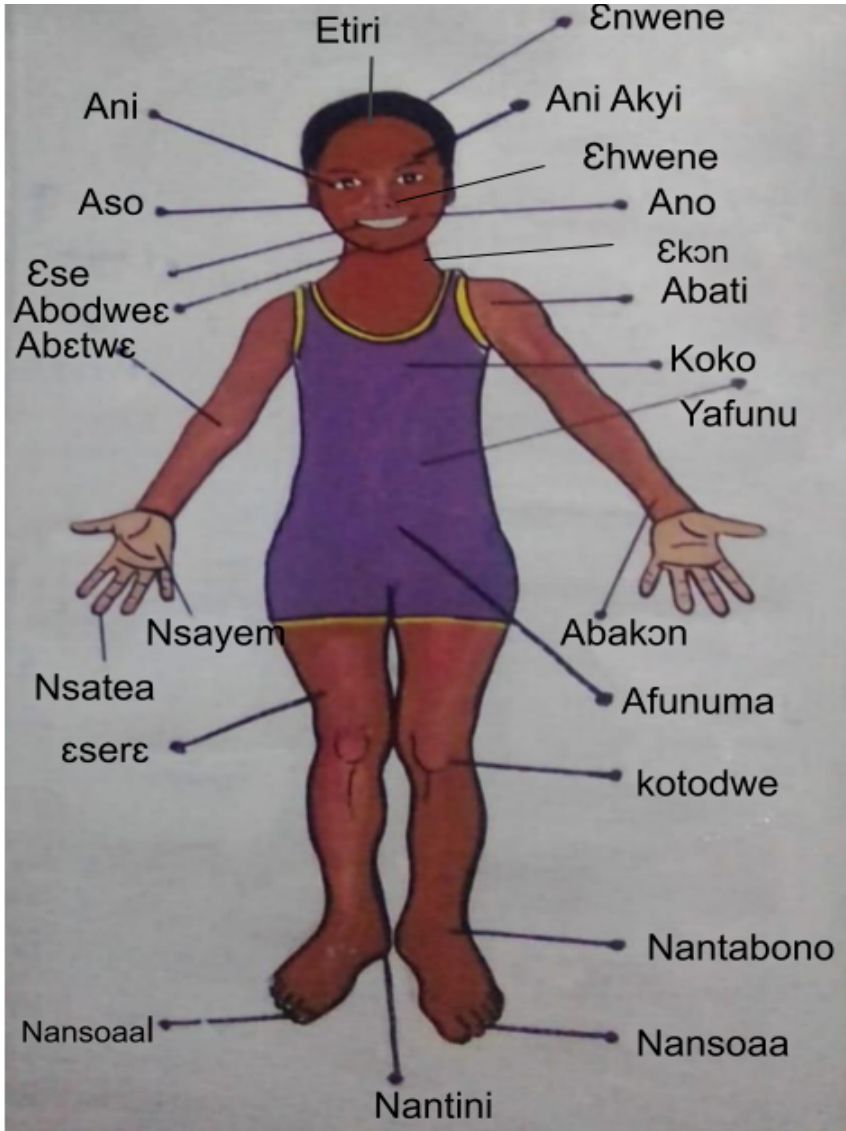 Ɛnwene
Etiri
Ani
Ani Akyi
Ɛhwene
Aso
Ano
Ɛkɔn
Ɛse
Abati
Abodweɛ
Abɛtwɛ
Koko
Yafunu
Nsayem
Abakɔn
Nsatea
Afunuma
ɛserɛ
kotodwe
Nantabono
Nansoaal
Nansoaa
Nantini